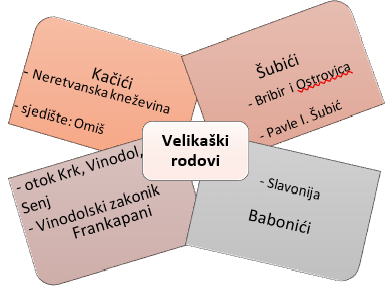 Kačići
- Neretvanska kneževina
- sjedište: Omiš
Šubići
- Bribir i Ostrovica
- Pavle I. Šubić
Velikaški
rodovi
- otok Krk, Vinodol,
Senj
- Vinodolski zakonik
Frankapani
- Slavonija
Babonići